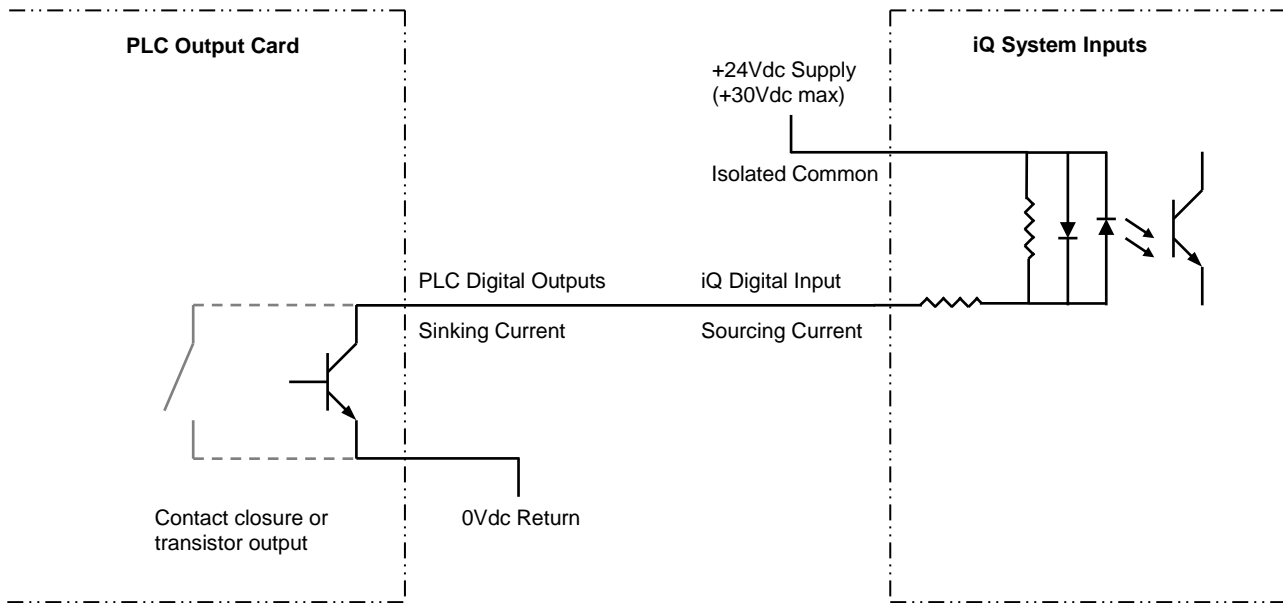 PLC Output Card
iQ System Inputs
+24Vdc Supply
(+30Vdc max)
Isolated Common
PLC Digital Outputs
iQ Digital Input
Sinking Current
Sourcing Current
Contact closure or
transistor output
0Vdc Return